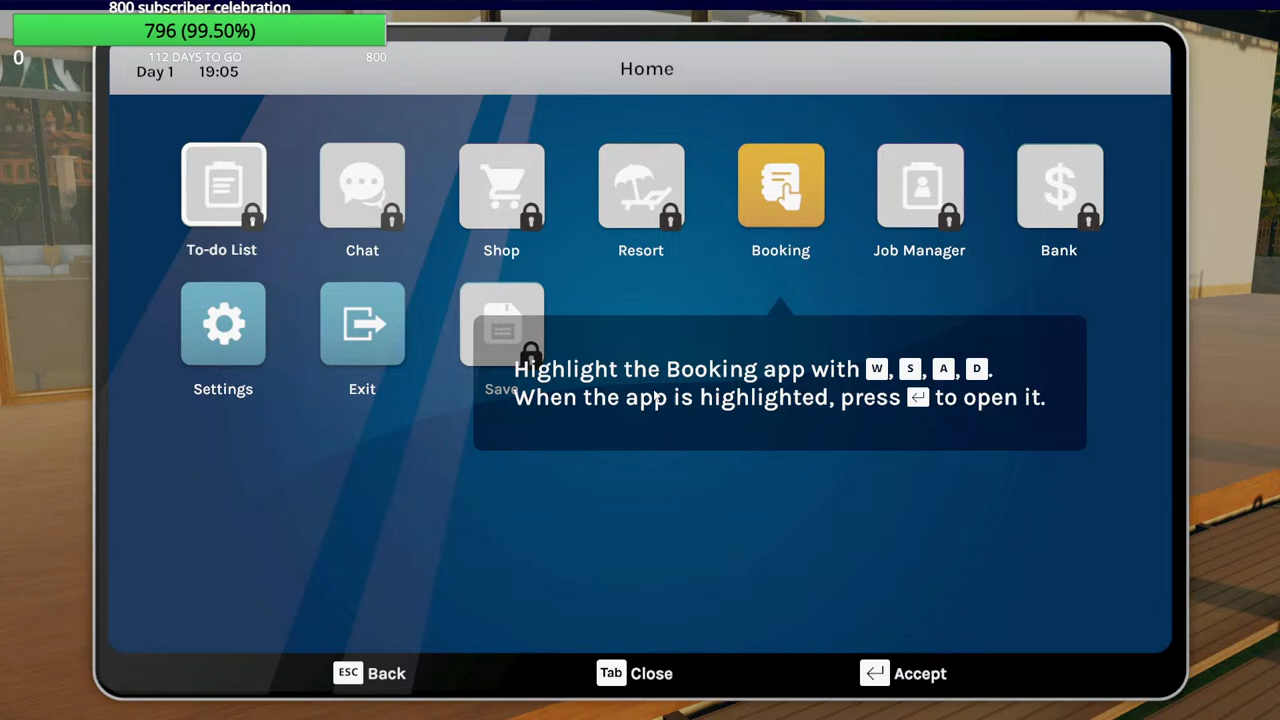 800 subscriber celebration
796 (99.50%)
0 112 DAYS TO GO 800
Day 1 19:05 Home
To-do List Chat Shop Resort Booking Job Manager Bank
Settings Exit Save
Highlight the Booking app with W, S, A, D.
When the app is highlighted, press ↵ to open it.
ESC Back Tab Close ↵ Accept